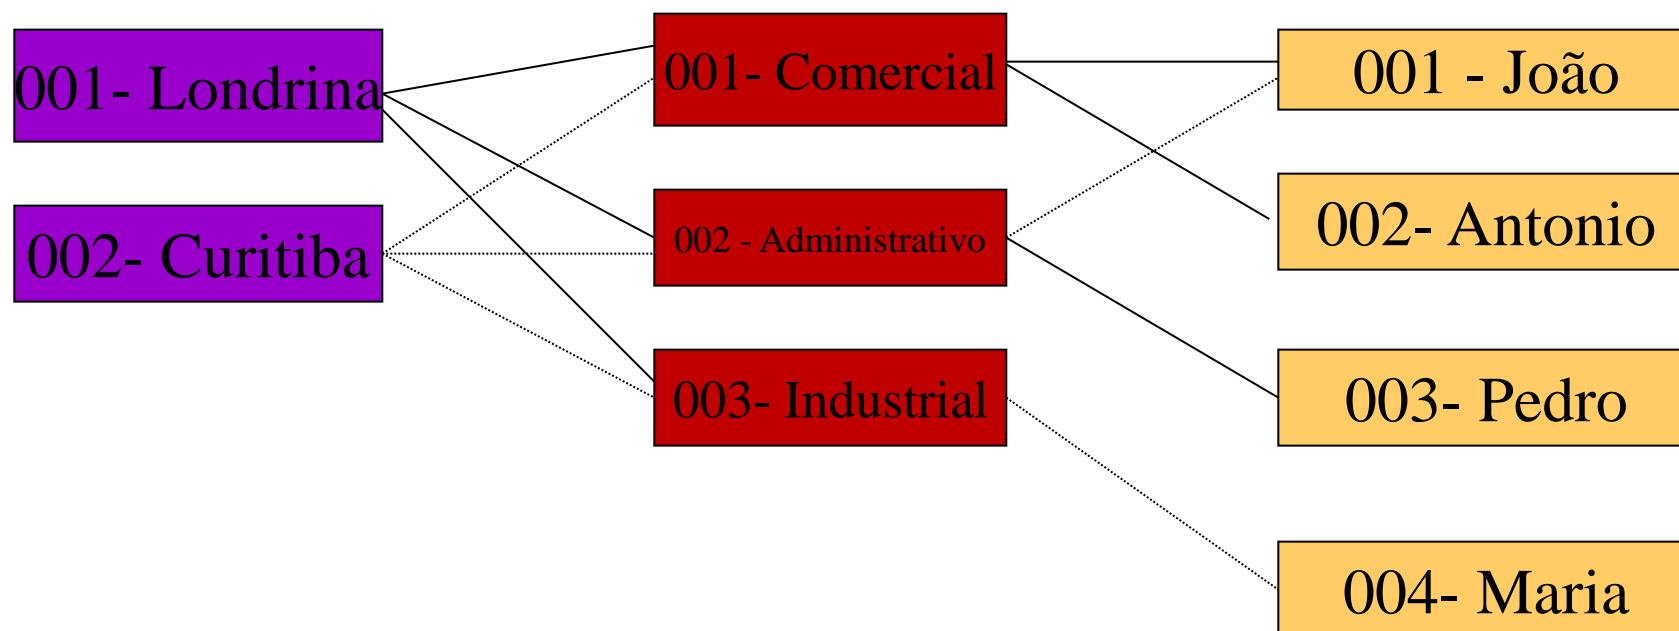 001- Londrina
002- Curitiba
001- Comercial
002 - Administrativo
003- Industrial
001 - João
002- Antonio
003- Pedro
004- Maria